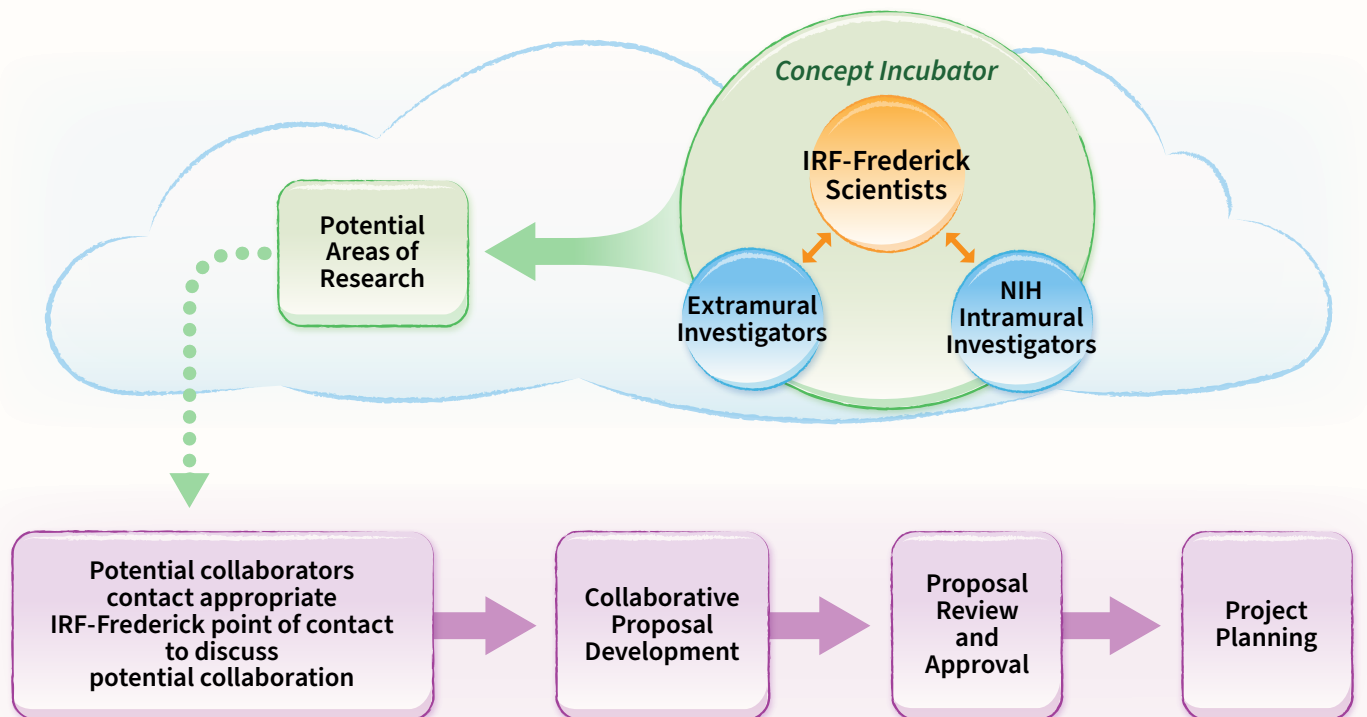 Concept Incubator
IRF-Frederick
Scientists
Extramural
Investigators
NIH
Intramural
Investigators
Potential
Areas of
Research
Potential collaborators
contact appropriate
IRF-Frederick point of contact
to discuss
potential collaboration
Collaborative
Proposal
Development
Proposal
Review
and
Approval
Project
Planning